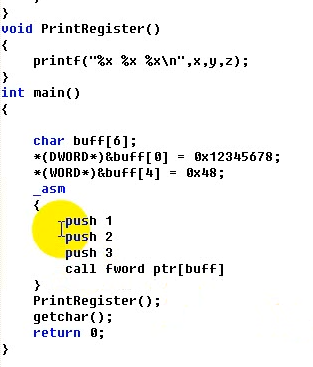 }
void PrintRegister()
{
printf("%x %x %x\n",x,y,z);
}
int main()
{
char buff[6];
*(DWORD*)&buff[0] = 0x12345678;
*(WORD*)&buff[4] = 0x48;
_asm
{
push 1
push 2
push 3
call fword ptr[buff]
}
PrintRegister();
getchar();
return 0;
}